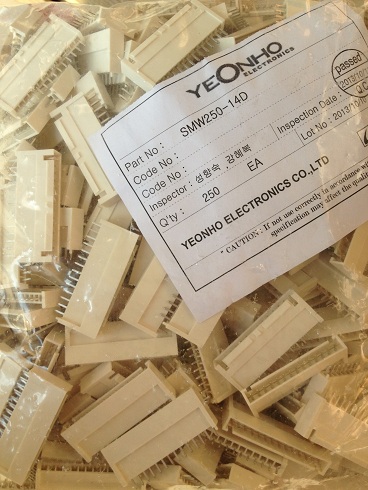 YEONHO
ELECTRONICS
Part No : SMW250-14D
Code No :
Code No :
Inspector : 성향숙, 강해복
Q'ty : 250 EA
Inspection Date :
passed
Q.C
Lot No : 2013/10/
YEONHO ELECTRONICS CO.,LTD
"CAUTION : If not use correctly in accordance with
specification may affect the quality